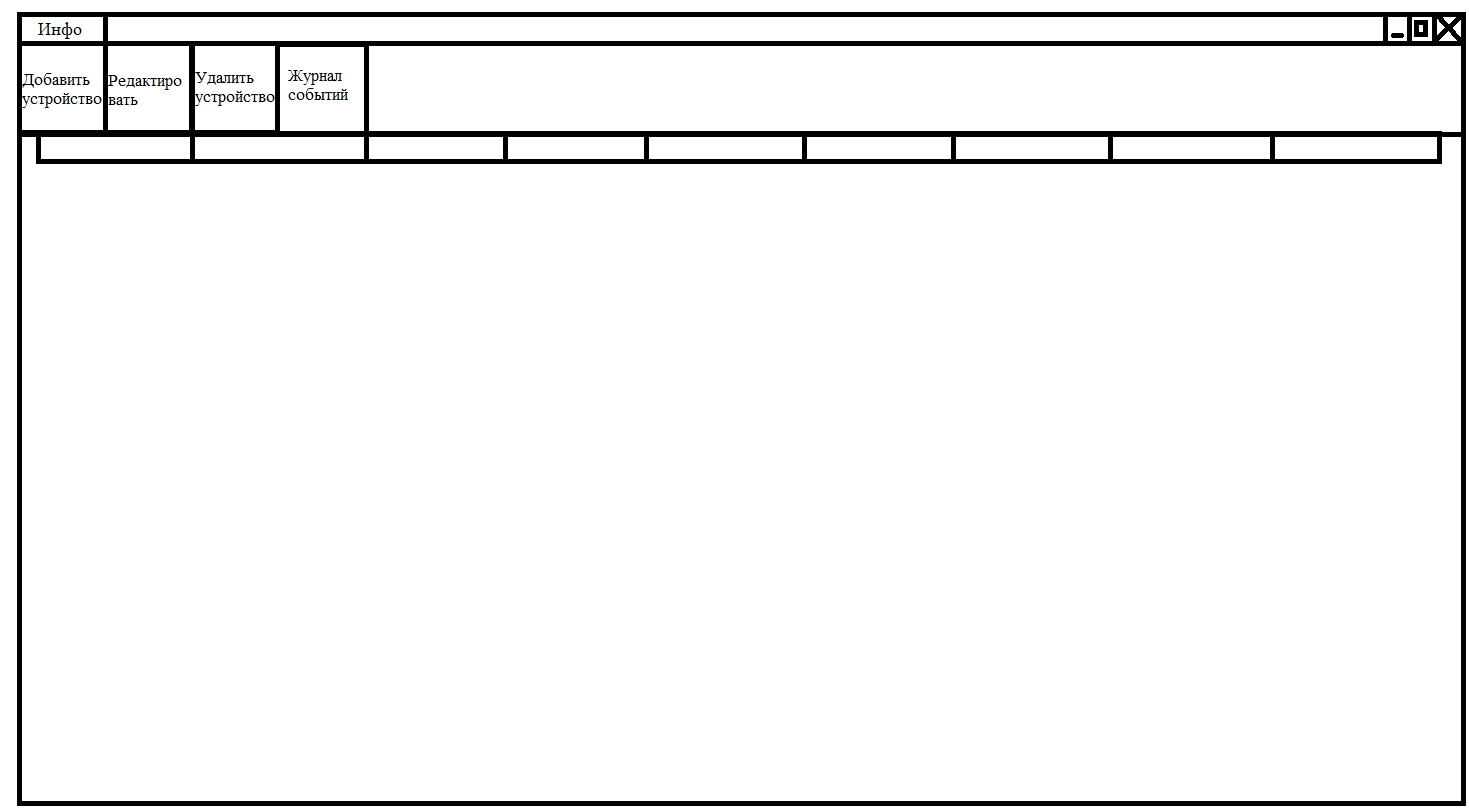 Инфо
Добавить
устройство
Редактиро
вать
Удалить
устройство
Журнал
событий